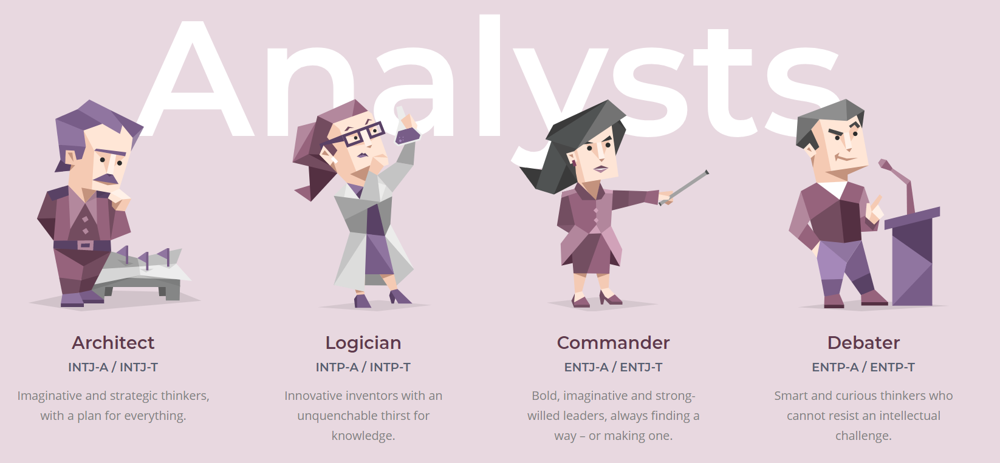 Analysts
Architect
INTJ-A / INTJ-T
Imaginative and strategic thinkers,
with a plan for everything.
Logician
INTP-A / INTP-T
Innovative inventors with an
unquenchable thirst for
knowledge.
Commander
ENTJ-A / ENTJ-T
Bold, imaginative and strong-
willed leaders, always finding a
way – or making one.
Debater
ENTP-A / ENTP-T
Smart and curious thinkers who
cannot resist an intellectual
challenge.